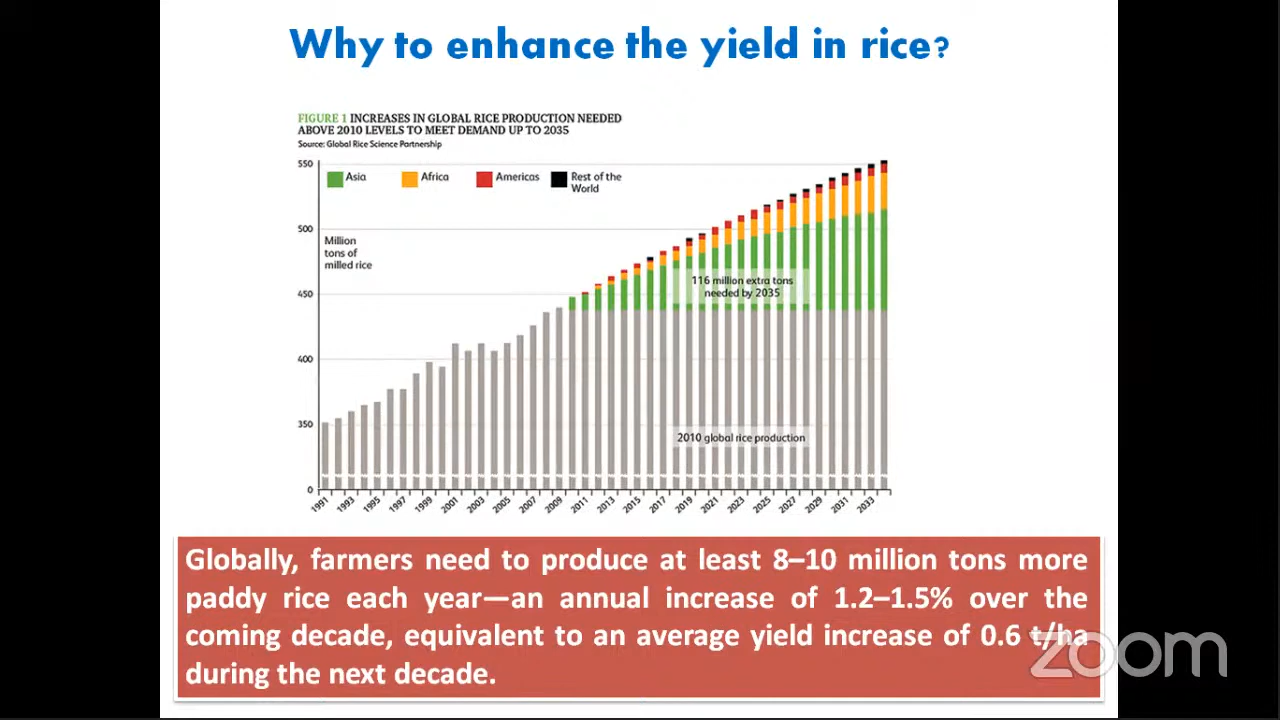 Why to enhance the yield in rice?
FIGURE 1 INCREASES IN GLOBAL RICE PRODUCTION NEEDED
ABOVE 2010 LEVELS TO MEET DEMAND UP TO 2035
Source: Global Rice Science Partnership
550
Asia
Africa
Americas
Rest of the
World
500
Million
tons of
milled rice
116 million extra tons
needed by 2035
450
400
350
2010 global rice production
0
1991 1993 1995 1997 1999 2001 2003 2005 2007 2009 2011 2013 2015 2017 2019 2021 2023 2025 2027 2029 2031 2033
Globally, farmers need to produce at least 8–10 million tons more
paddy rice each year—an annual increase of 1.2–1.5% over the
coming decade, equivalent to an average yield increase of 0.6 t/ha
during the next decade.
zoom